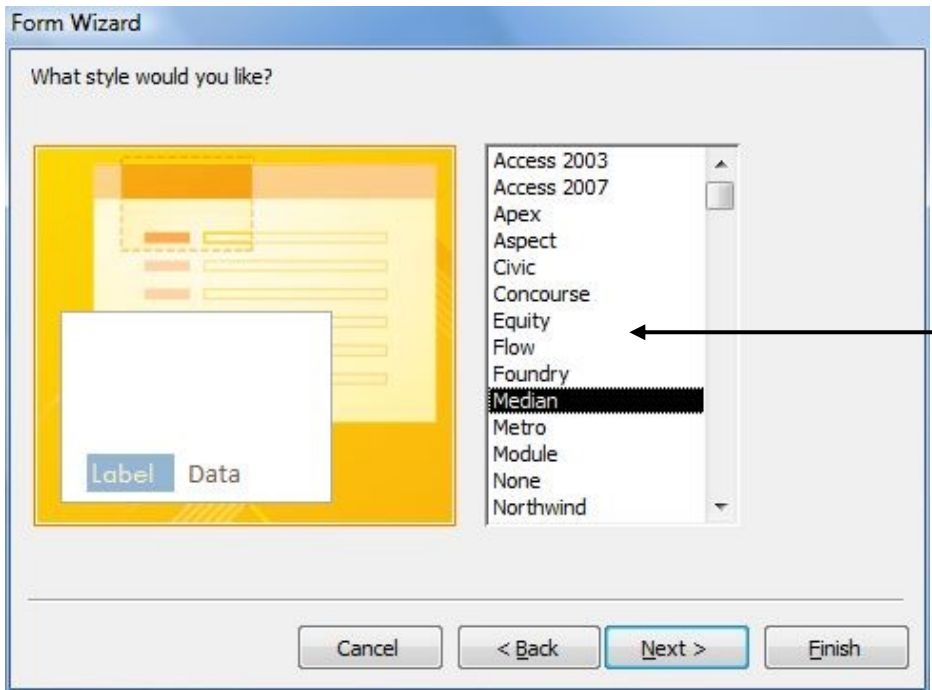 Form Wizard
What style would you like?
Label Data
Access 2003
Access 2007
Apex
Aspect
Civic
Concourse
Equity
Flow
Foundry
Median
Metro
Module
None
Northwind
Cancel
< Back
Next >
Finish